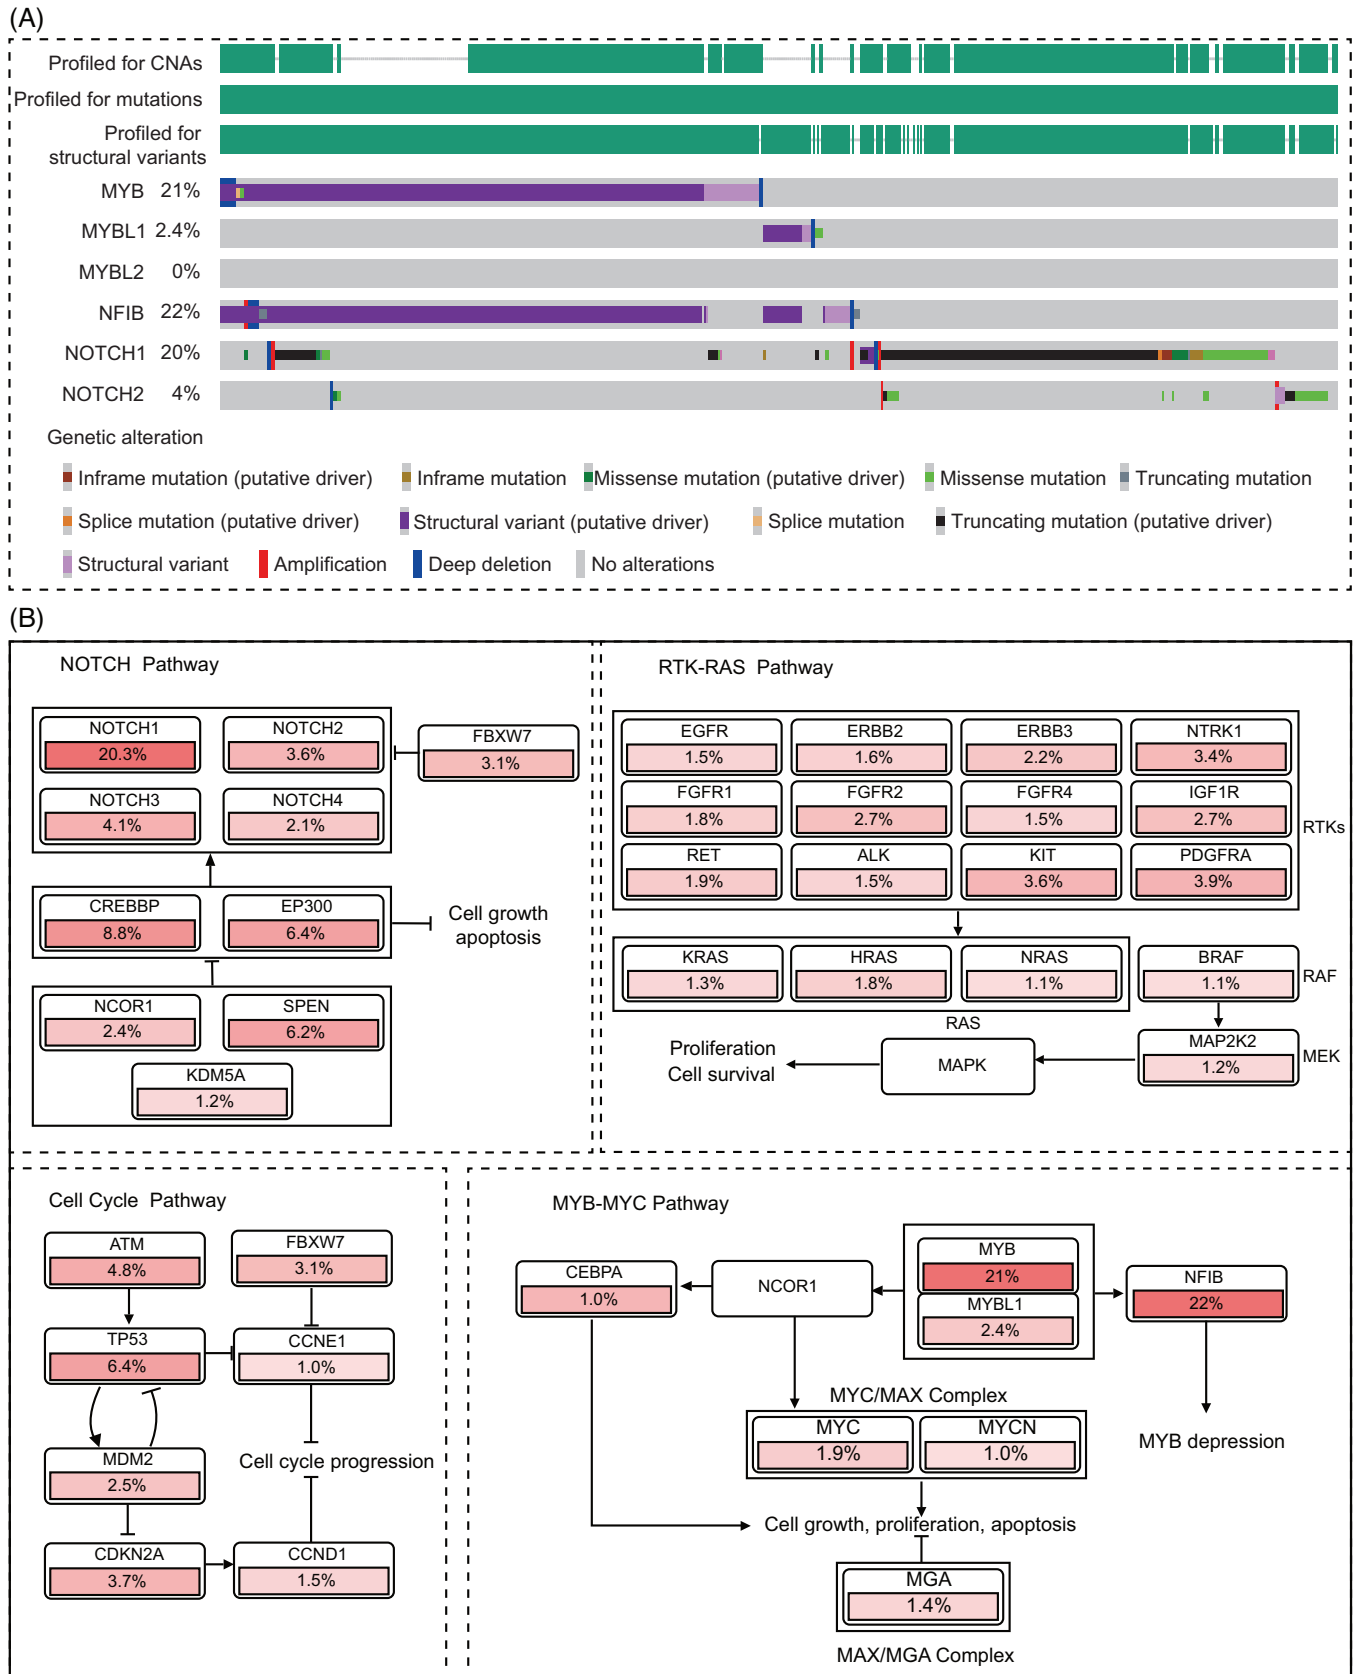 (A)
Profiled for CNAs
Profiled for mutations
Profiled for
structural variants
MYB 21%
MYBL1 2.4%
MYBL2 0%
NFIB 22%
NOTCH1 20%
NOTCH2 4%
Genetic alteration
Inframe mutation (putative driver) Inframe mutation Missense mutation (putative driver) Missense mutation Truncating mutation
Splice mutation (putative driver) Structural variant (putative driver) Splice mutation Truncating mutation (putative driver)
Structural variant Amplification Deep deletion No alterations
(B)
NOTCH Pathway
NOTCH1 NOTCH2 FBXW7
20.3% 3.6% 3.1%
NOTCH3 NOTCH4
4.1% 2.1%
CREBBP EP300
8.8% 6.4%
Cell growth
apoptosis
NCOR1 SPEN
2.4% 6.2%
KDM5A
1.2%
RTK-RAS Pathway
EGFR ERBB2 ERBB3 NTRK1
1.5% 1.6% 2.2% 3.4%
FGFR1 FGFR2 FGFR4 IGF1R
1.8% 2.7% 1.5% 2.7%
RTKs
RET ALK KIT PDGFRA
1.9% 1.5% 3.6% 3.9%
KRAS HRAS NRAS BRAF
1.3% 1.8% 1.1% 1.1%
RAF
RAS
MAP2K2
1.2%
MEK
MAPK
Proliferation
Cell survival
Cell Cycle Pathway
ATM FBXW7
4.8% 3.1%
TP53 CCNE1
6.4% 1.0%
MDM2
2.5%
Cell cycle progression
CDKN2A CCND1
3.7% 1.5%
MYB-MYC Pathway
MYB
21%
MYBL1
2.4%
CEBPA
1.0%
NCOR1
NFIB
22%
MYC/MAX Complex
MYC MYCN
1.9% 1.0%
MYB depression
Cell growth, proliferation, apoptosis
MGA
1.4%
MAX/MGA Complex